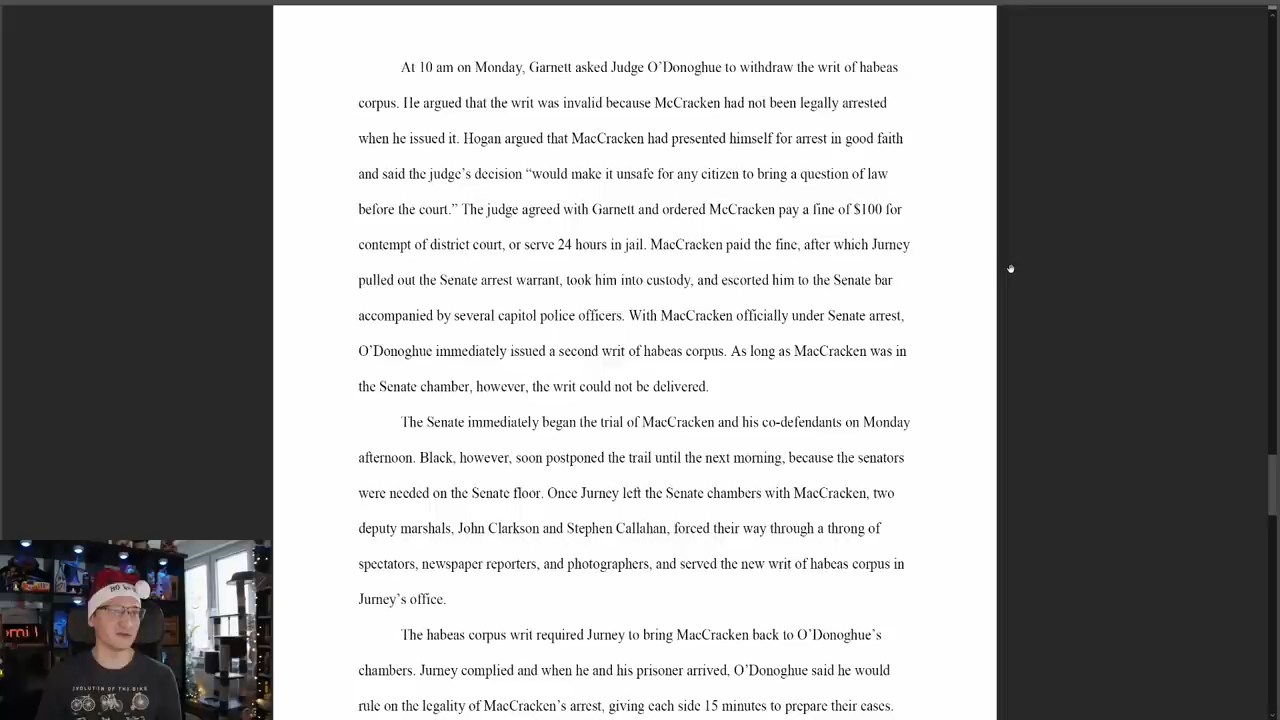 At 10 am on Monday, Garnett asked Judge O’Donoghue to withdraw the writ of habeas
corpus. He argued that the writ was invalid because McCracken had not been legally arrested
when he issued it. Hogan argued that MacCracken had presented himself for arrest in good faith
and said the judge’s decision “would make it unsafe for any citizen to bring a question of law
before the court.” The judge agreed with Garnett and ordered McCracken pay a fine of $100 for
contempt of district court, or serve 24 hours in jail. MacCracken paid the fine, after which Jurney
pulled out the Senate arrest warrant, took him into custody, and escorted him to the Senate bar
accompanied by several capitol police officers. With MacCracken officially under Senate arrest,
O’Donoghue immediately issued a second writ of habeas corpus. As long as MacCracken was in
the Senate chamber, however, the writ could not be delivered.
The Senate immediately began the trial of MacCracken and his co-defendants on Monday
afternoon. Black, however, soon postponed the trail until the next morning, because the senators
were needed on the Senate floor. Once Jurney left the Senate chambers with MacCracken, two
deputy marshals, John Clarkson and Stephen Callahan, forced their way through a throng of
spectators, newspaper reporters, and photographers, and served the new writ of habeas corpus in
Jurney’s office.
The habeas corpus writ required Jurney to bring MacCracken back to O’Donoghue’s
chambers. Jurney complied and when he and his prisoner arrived, O’Donoghue said he would
rule on the legality of MacCracken’s arrest, giving each side 15 minutes to prepare their cases.
EVOLUTION OF THE BIKE